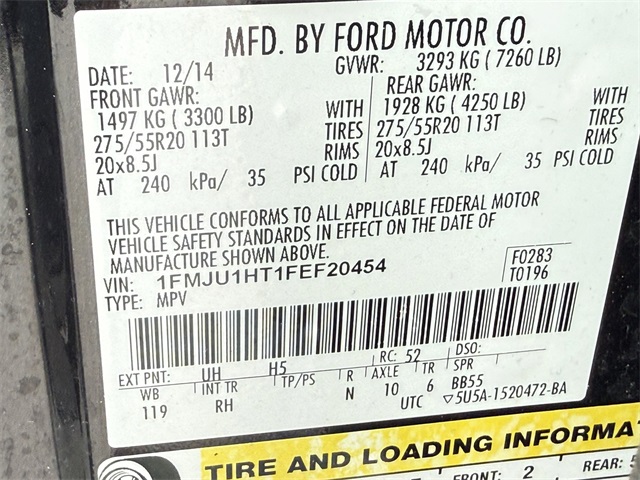 MFD. BY FORD MOTOR CO.
DATE: 12/14 GVWR: 3293 KG ( 7260 LB)
FRONT GAWR: REAR GAWR:
1497 KG ( 3300 LB) WITH 1928 KG ( 4250 LB) WITH
275/55R20 113T TIRES 275/55R20 113T TIRES
20x8.5J RIMS 20x8.5J RIMS
AT 240 kPa/ 35 PSI COLD AT 240 kPa/ 35 PSI COLD
THIS VEHICLE CONFORMS TO ALL APPLICABLE FEDERAL MOTOR
VEHICLE SAFETY STANDARDS IN EFFECT ON THE DATE OF
MANUFACTURE SHOWN ABOVE.
VIN: 1FMJU1HT1FEF20454 F0283
TYPE: MPV T0196
EXT PNT: UH H5 RC: 52 DSO:
WB INT TR TP/PS R AXLE TR SPR
119 RH N 10 6 BB55
UTC ▽5U5A-1520472-BA
TIRE AND LOADING INFORMA
FRONT: 2 REAR: 5